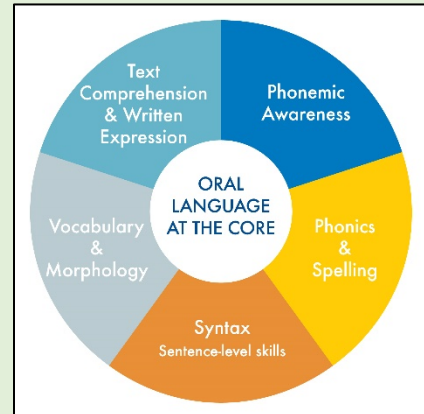 Text
Comprehension
& Written
Expression
Phonemic
Awareness
ORAL
LANGUAGE
AT THE CORE
Vocabulary
&
Morphology
Phonics
&
Spelling
Syntax
Sentence-level skills